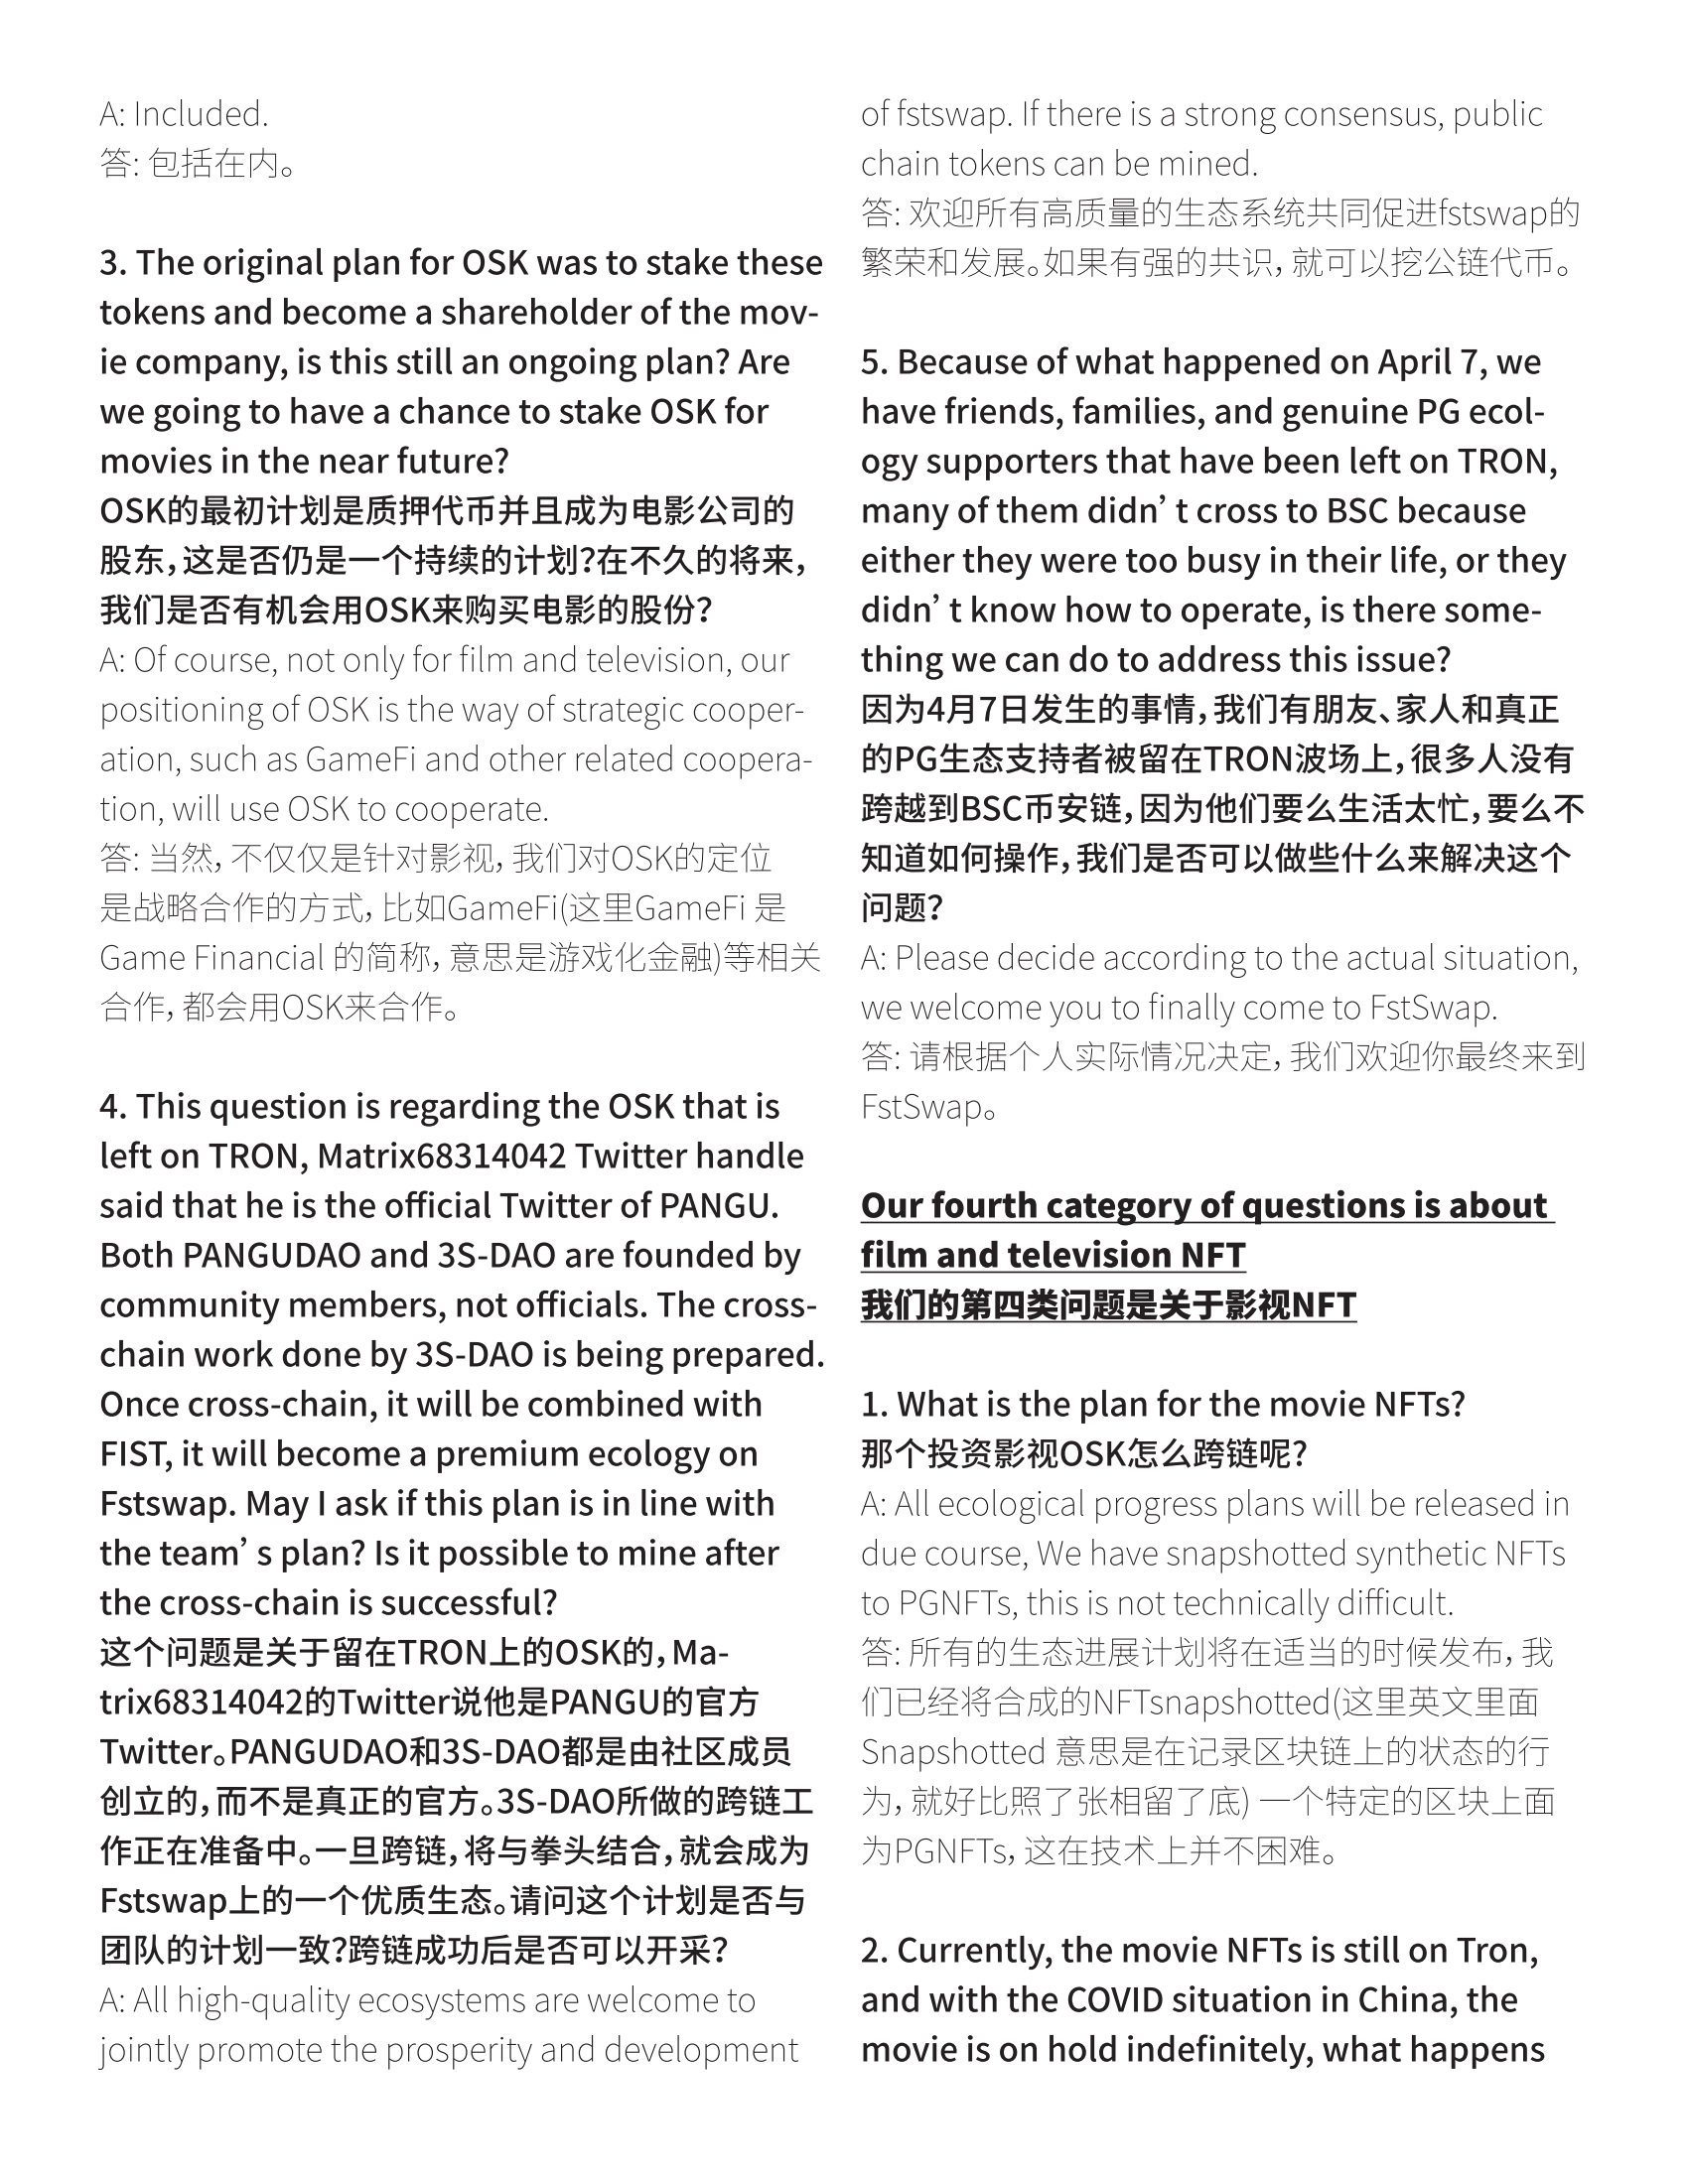 A: Included.
答: 包括在内。
3. The original plan for OSK was to stake these
tokens and become a shareholder of the mov-
ie company, is this still an ongoing plan? Are
we going to have a chance to stake OSK for
movies in the near future?
OSK的最初计划是质押代币并且成为电影公司的
股东，这是否仍是一个持续的计划？在不久的将来，
我们是否有机会用OSK来购买电影的股份？
A: Of course, not only for film and television, our
positioning of OSK is the way of strategic cooper-
ation, such as GameFi and other related coopera-
tion, will use OSK to cooperate.
答: 当然，不仅仅是针对影视，我们对OSK的定位
是战略合作的方式，比如GameFi(这里GameFi 是
Game Financial 的简称，意思是游戏化金融)等相关
合作，都会用OSK来合作。
4. This question is regarding the OSK that is
left on TRON, Matrix68314042 Twitter handle
said that he is the official Twitter of PANGU.
Both PANGUDAO and 3S-DAO are founded by
community members, not officials. The cross-
chain work done by 3S-DAO is being prepared.
Once cross-chain, it will be combined with
FIST, it will become a premium ecology on
Fstswap. May I ask if this plan is in line with
the team’s plan? Is it possible to mine after
the cross-chain is successful?
这个问题是关于留在TRON上的OSK的，Ma-
trix68314042的Twitter说他是PANGU的官方
Twitter。PANGUDAO和3S-DAO都是由社区成员
创立的，而不是真正的官方。3S-DAO所做的跨链工
作正在准备中。一旦跨链，将与拳头结合，就会成为
Fstswap上的一个优质生态。请问这个计划是否与
团队的计划一致？跨链成功后是否可以开采？
A: All high-quality ecosystems are welcome to
jointly promote the prosperity and development
of fstswap. If there is a strong consensus, public
chain tokens can be mined.
答: 欢迎所有高质量的生态系统共同促进fstswap的
繁荣和发展。如果有强的共识，就可以挖公链代币。
5. Because of what happened on April 7, we
have friends, families, and genuine PG ecol-
ogy supporters that have been left on TRON,
many of them didn’t cross to BSC because
either they were too busy in their life, or they
didn’t know how to operate, is there some-
thing we can do to address this issue?
因为4月7日发生的事情，我们有朋友、家人和真正
的PG生态支持者被留在TRON波场上，很多人没有
跨越到BSC币安链，因为他们要么生活太忙，要么不
知道如何操作，我们是否可以做些什么来解决这个
问题？
A: Please decide according to the actual situation,
we welcome you to finally come to FstSwap.
答: 请根据个人实际情况决定，我们欢迎你最终来到
FstSwap。
Our fourth category of questions is about
film and television NFT
我们的第四类问题是关于影视NFT
1. What is the plan for the movie NFTs?
那个投资影视OSK怎么跨链呢？
A: All ecological progress plans will be released in
due course, We have snapshotted synthetic NFTs
to PGNFTs, this is not technically difficult.
答: 所有的生态进展计划将在适当的时候发布，我
们已经将合成的NFTsnapshotted(这里英文里面
Snapshotted 意思是在记录区块链上的状态的行
为，就好比照了张相留了底) 一个特定的区块上面
为PGNFTs，这在技术上并不困难。
2. Currently, the movie NFTs is still on Tron,
and with the COVID situation in China, the
movie is on hold indefinitely, what happens